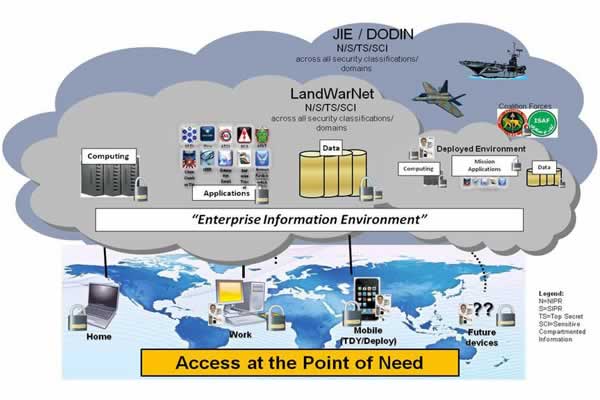 JIE / DODIN
N/S/TS/SCI
across all security classifications/
domains
LandWarNet
N/S/TS/SCI
across all security classifications/
domains
Coalition Forces
ISAF
Computing
Applications
Data
Deployed Environment
Computing
Mission
Applications
Data
“Enterprise Information Environment”
Home
Work
Mobile
(TDY/Deploy)
??
Future
devices
Legend:
N=NIPR
S=SIPR
TS=Top Secret
SCI=Sensitive
Compartmented
Information
Access at the Point of Need